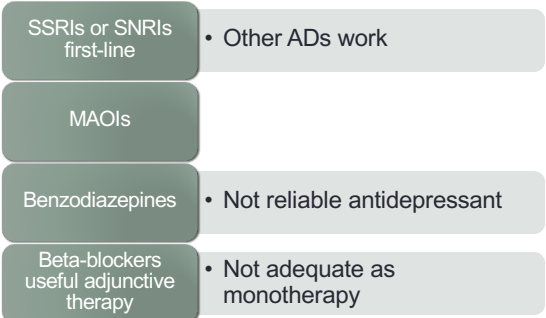 SSRIs or SNRIs
first-line
• Other ADs work
MAOIs
Benzodiazepines
• Not reliable antidepressant
Beta-blockers
useful adjunctive
therapy
• Not adequate as
monotherapy